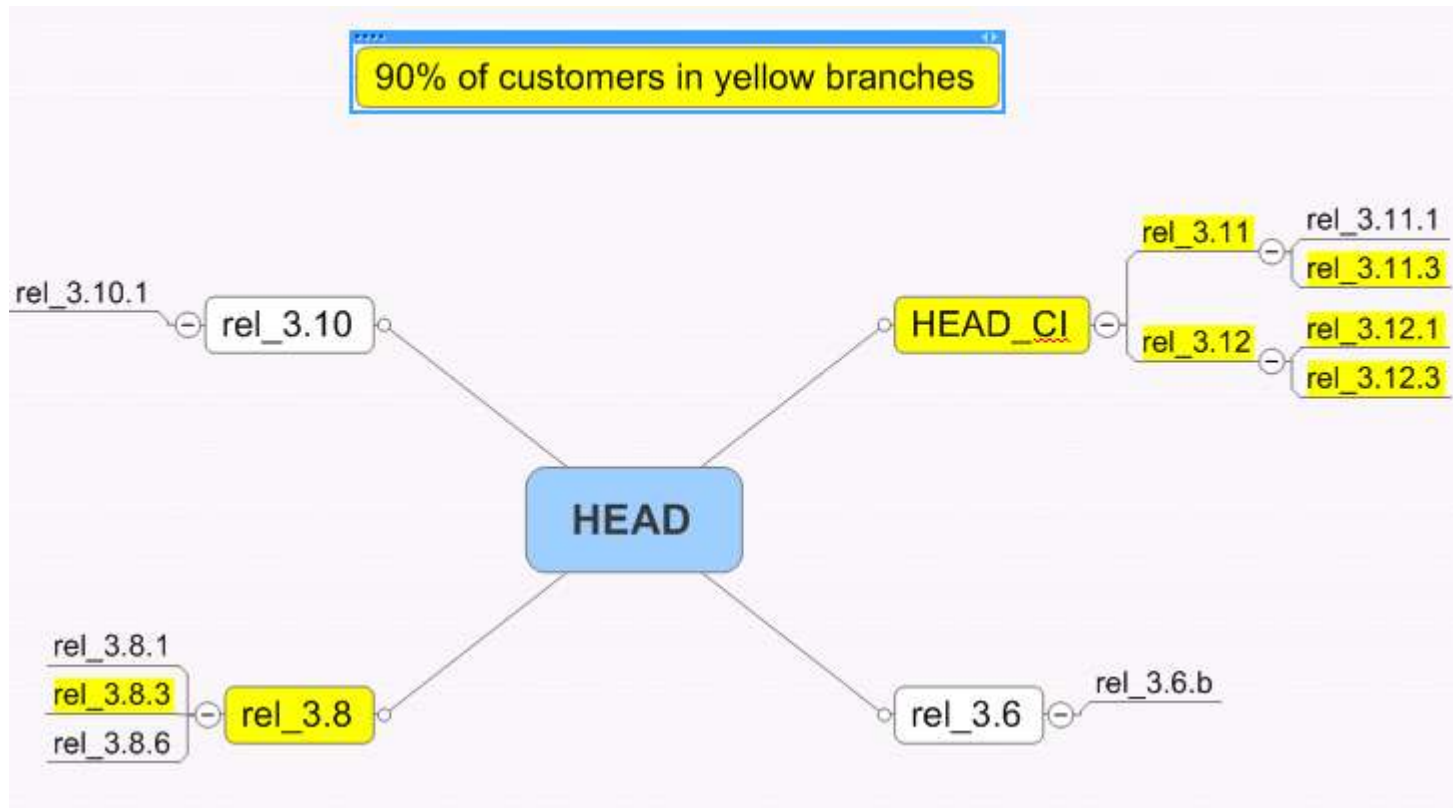 90% of customers in yellow branches
rel_3.11
rel_3.11.1
rel_3.11.3
HEAD_CI
rel_3.12
rel_3.12.1
rel_3.12.3
rel_3.10.1
rel_3.10
HEAD
rel_3.8.1
rel_3.8.3
rel_3.8.6
rel_3.8
rel_3.6
rel_3.6.b